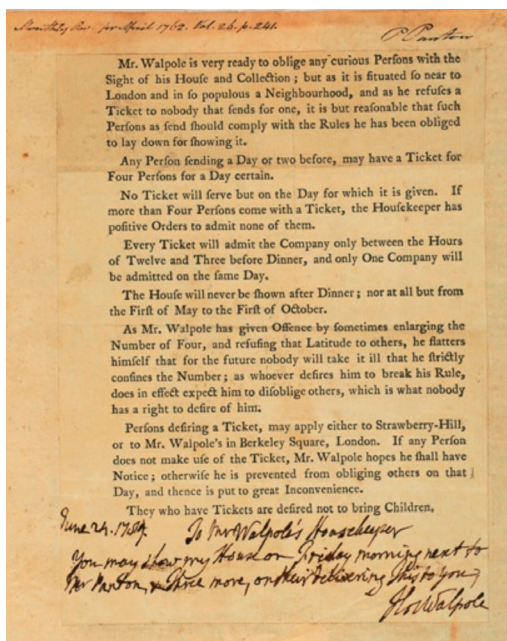 Monthly Rev. for April 1762. Vol. 26. p. 241.
P Panton
Mr. Walpole is very ready to oblige any curious Perſons with the
Sight of his Houſe and Collection; but as it is ſituated ſo near to
London and in ſo populous a Neighbourhood, and as he refuſes a
Ticket to nobody that ſends for one, it is but reaſonable that ſuch
Perſons as ſend ſhould comply with the Rules he has been obliged
to lay down for ſhowing it.
Any Perſon ſending a Day or two before, may have a Ticket for
Four Perſons for a Day certain.
No Ticket will ſerve but on the Day for which it is given. If
more than Four Perſons come with a Ticket, the Houſekeeper has
poſitive Orders to admit none of them.
Every Ticket will admit the Company only between the Hours
of Twelve and Three before Dinner, and only One Company will
be admitted on the ſame Day.
The Houſe will never be ſhown after Dinner; nor at all but from
the Firſt of May to the Firſt of October.
As Mr. Walpole has given Offence by ſometimes enlarging the
Number of Four, and refuſing that Latitude to others, he flatters
himſelf that for the future nobody will take it ill that he ſtrictly
confines the Number; as whoever deſires him to break his Rule,
does in effect expect him to diſoblige others, which is what nobody
has a right to deſire of him.
Perſons deſiring a Ticket, may apply either to Strawberry-Hill,
or to Mr. Walpole's in Berkeley Square, London. If any Perſon
does not make uſe of the Ticket, Mr. Walpole hopes he ſhall have
Notice; otherwiſe he is prevented from obliging others on that
Day, and thence is put to great Inconvenience.
They who have Tickets are deſired not to bring Children.
June 24. To Mr Walpole's Housekeeper
You may show my House on Friday morning next to
Mr Panton, & three more, on their delivering this to you,
Hor Walpole